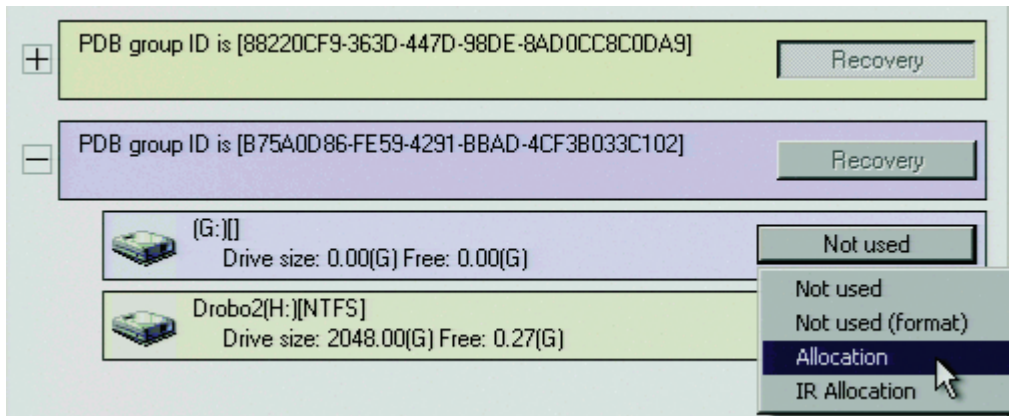 PDB group ID is [88220CF9-363D-447D-98DE-8AD0CC8C0DA9]
Recovery
PDB group ID is [B75A0D86-FE59-4291-BBAD-4CF3B033C102]
Recovery
(G:)[]
Drive size: 0.00(G) Free: 0.00(G)
Not used
Drobo2(H:)[NTFS]
Drive size: 2048.00(G) Free: 0.27(G)
Not used
Not used (format)
Allocation
IR Allocation